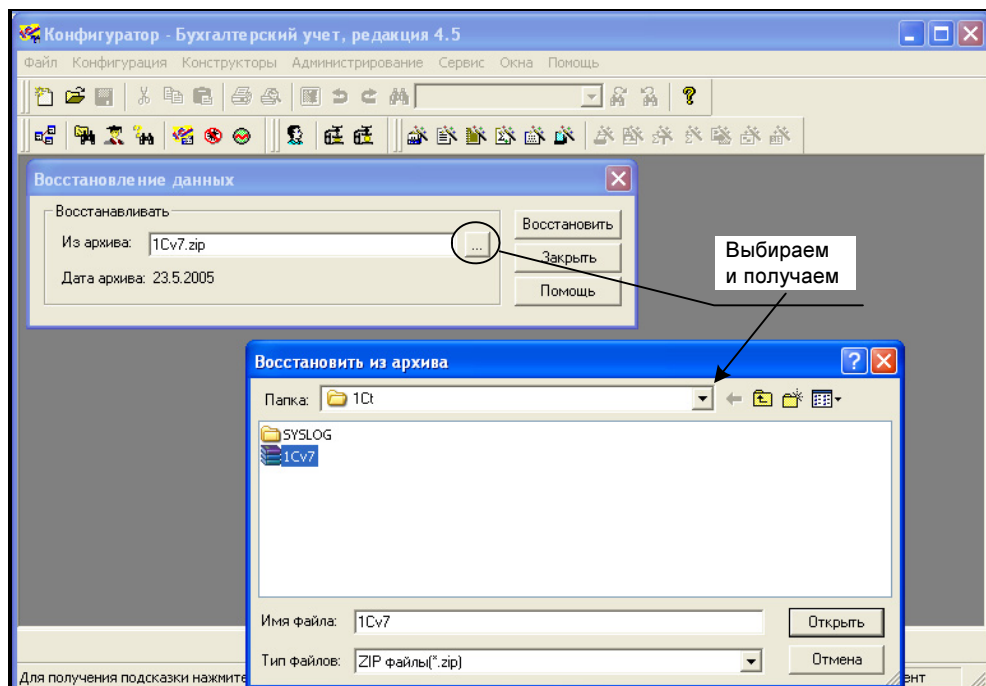 Конфигуратор - Бухгалтерский учет, редакция 4.5
Файл Конфигурация Конструкторы Администрирование Сервис Окна Помощь
Восстановление данных
Восстанавливать
Из архива: 1Cv7.zip ...
Дата архива: 23.5.2005
Восстановить
Закрыть
Помощь
Выбираем
и получаем
Восстановить из архива
Папка: 1Ct
SYSLOG
1Cv7
Имя файла: 1Cv7
Открыть
Тип файлов: ZIP файлы(*.zip)
Отмена
Для получения подсказки нажмите